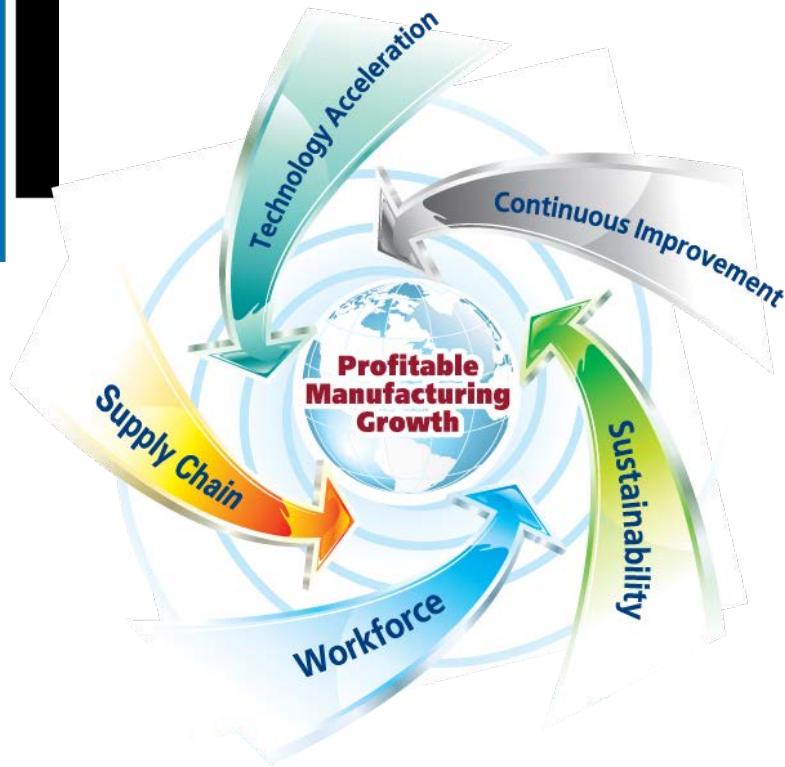 Technology Acceleration
Continuous Improvement
Profitable
Manufacturing
Growth
Supply Chain
Sustainability
Workforce